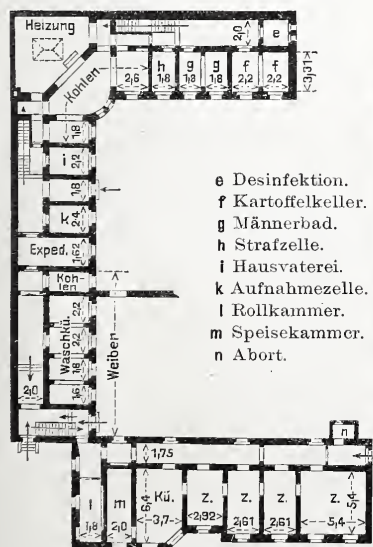 Heizung
2,0
e
Kohlen
2,6
h
1,8
g
1,8
g
1,8
f
2,2
f
2,2
3,31
1,8
i
2,2
1,8
k
2,4
Exped.
1,62
Kohlen
Waschkü.
2,2
2,2
1,8
1,6
Weiber
2,0
e Desinfektion.
f Kartoffelkeller.
g Männerbad.
h Strafzelle.
i Hausvaterei.
k Aufnahmezelle.
l Rollkammer.
m Speisekammer.
n Abort.
n
1,75
l
1,8
m
2,0
6,4
Kü.
3,7
Z.
2,92
Z.
2,61
Z.
2,61
Z.
5,4
5,4